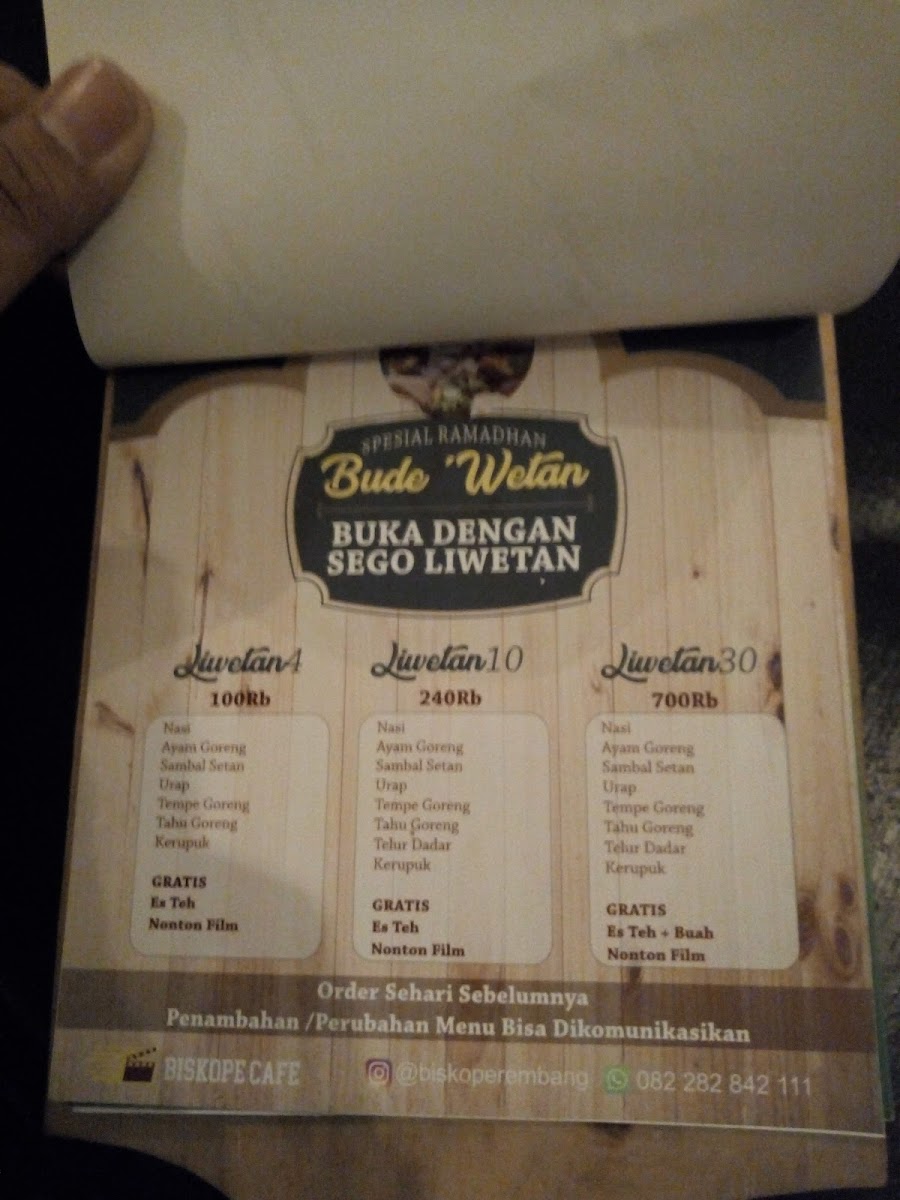 SPESIAL RAMADHAN
Bude 'Wetan
BUKA DENGAN
SEGO LIWETAN
Liwetan4
100Rb
Nasi
Ayam Goreng
Sambal Setan
Urap
Tempe Goreng
Tahu Goreng
Kerupuk
GRATIS
Es Teh
Nonton Film
Liwetan10
240Rb
Nasi
Ayam Goreng
Sambal Setan
Urap
Tempe Goreng
Tahu Goreng
Telur Dadar
Kerupuk
GRATIS
Es Teh
Nonton Film
Liwetan30
700Rb
Nasi
Ayam Goreng
Sambal Setan
Urap
Tempe Goreng
Tahu Goreng
Telur Dadar
Kerupuk
GRATIS
Es Teh + Buah
Nonton Film
Order Sehari Sebelumnya
Penambahan /Perubahan Menu Bisa Dikomunikasikan
BISKOPE CAFE @biskoperembang 082 282 842 111